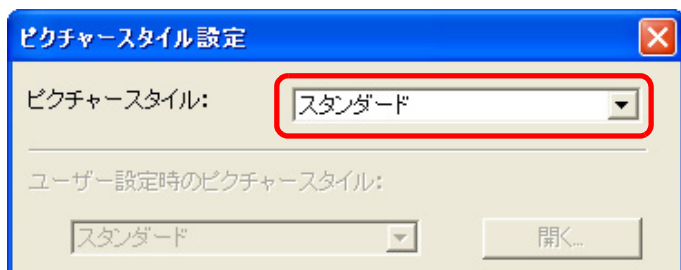 ピクチャースタイル設定
ピクチャースタイル: スタンダード
ユーザー設定時のピクチャースタイル:
スタンダード 開く...